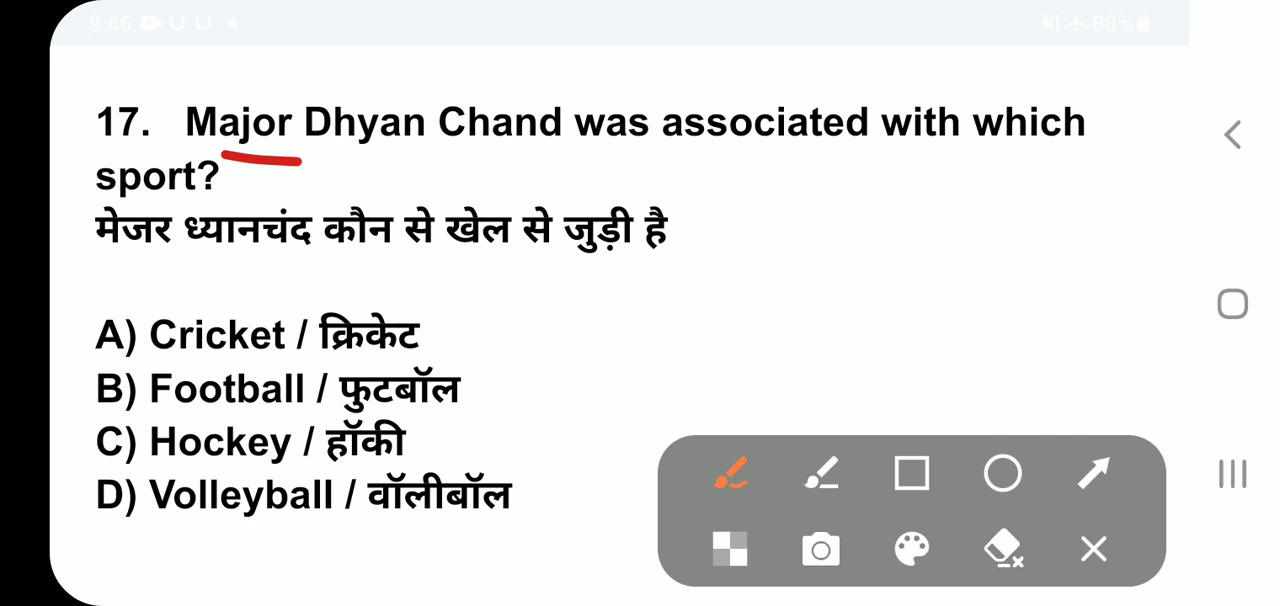 9:46 U U
88%
17. Major Dhyan Chand was associated with which
sport?
मेजर ध्यानचंद कौन से खेल से जुड़ी है
A) Cricket / क्रिकेट
B) Football / फुटबॉल
C) Hockey / हॉकी
D) Volleyball / वॉलीबॉल